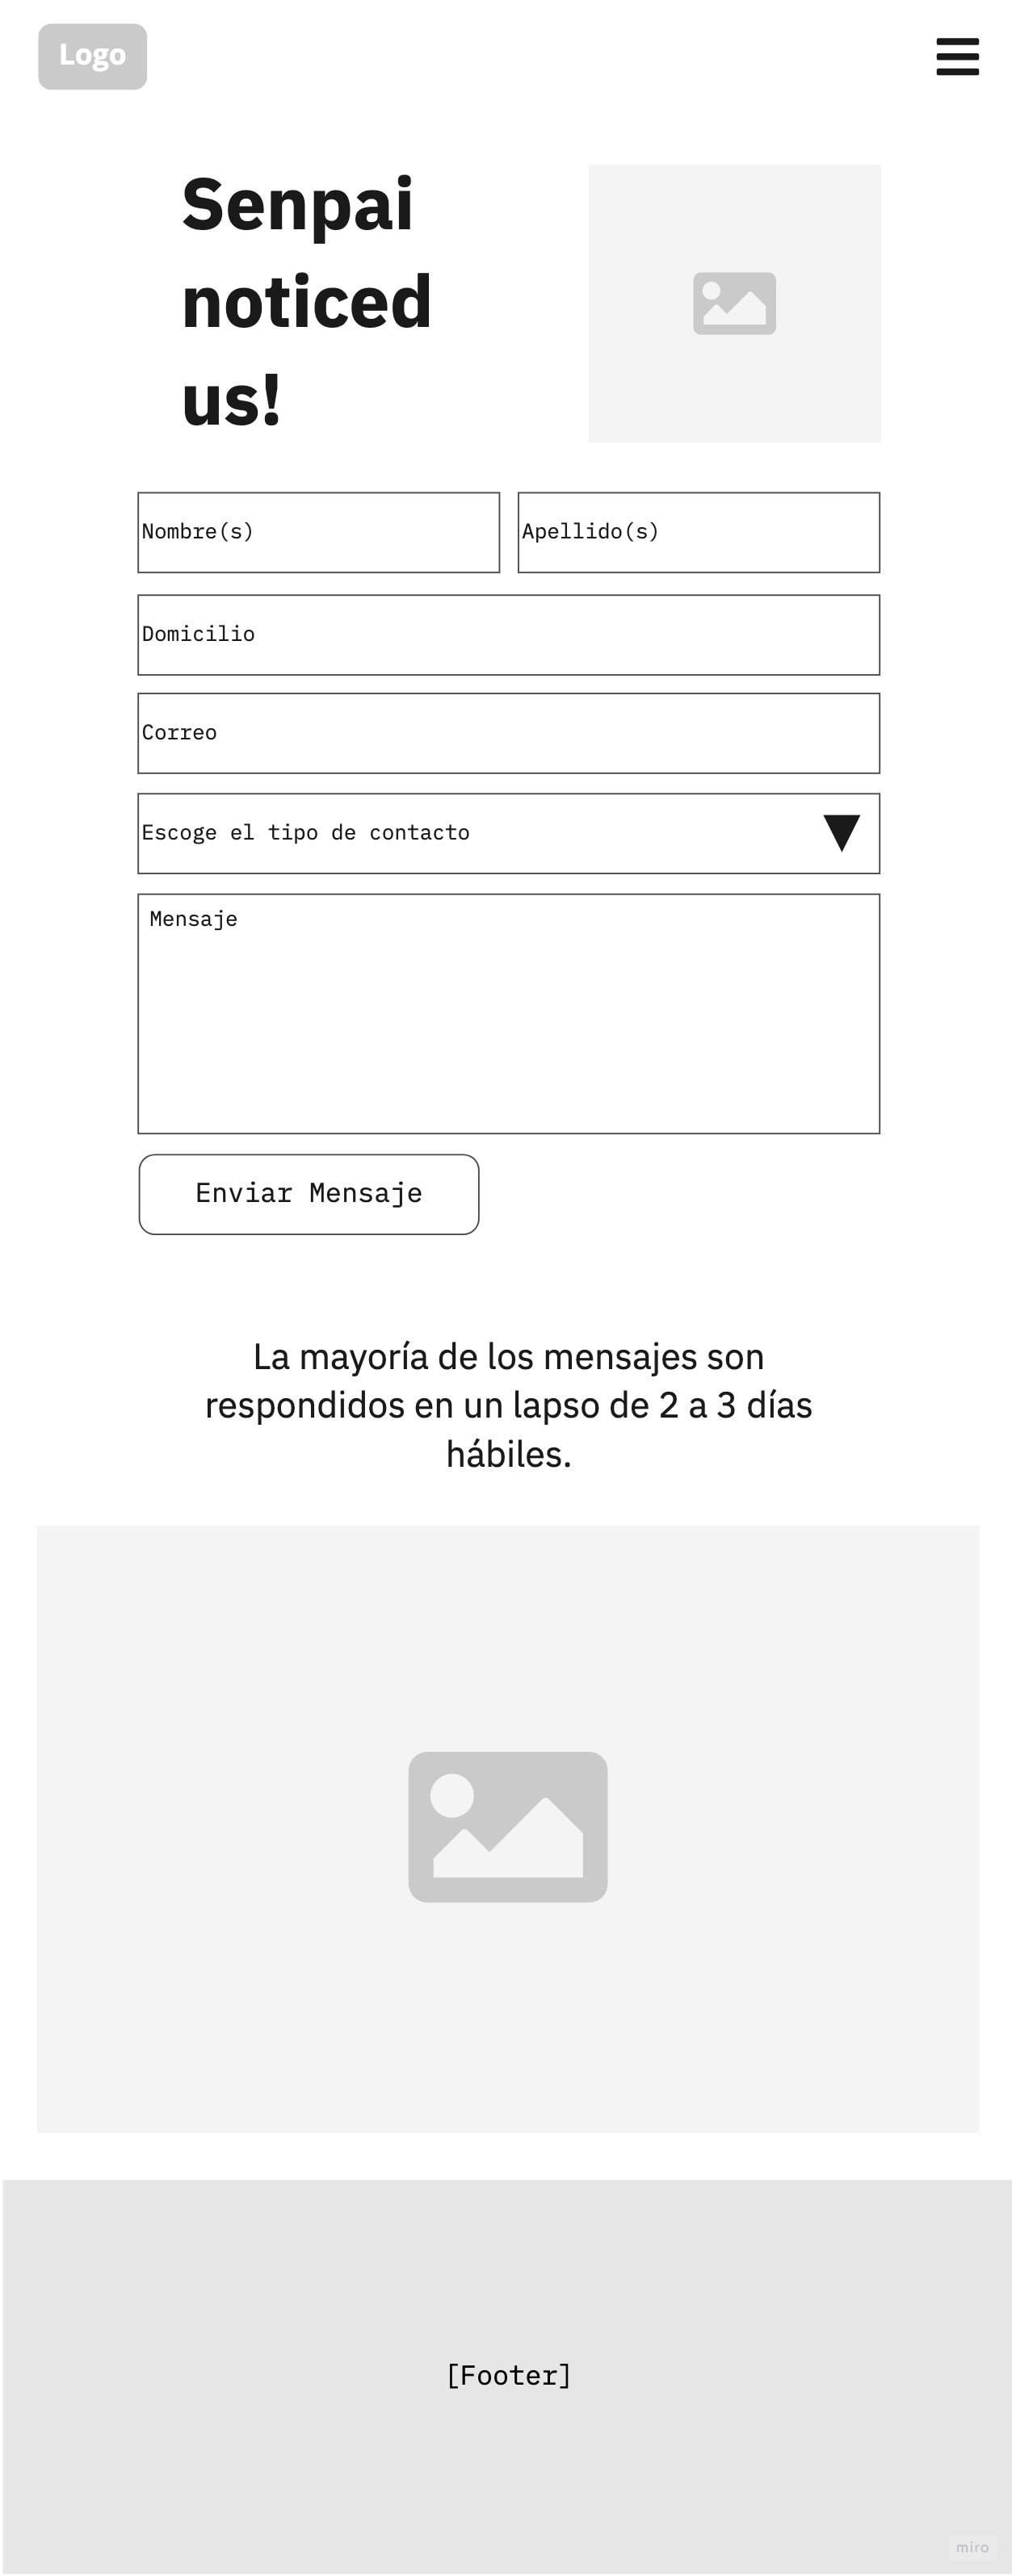 Logo
Senpai
noticed
us!
Nombre(s)
Apellido(s)
Domicilio
Correo
Escoge el tipo de contacto
Mensaje
Enviar Mensaje
La mayoría de los mensajes son
respondidos en un lapso de 2 a 3 días
hábiles.
[Footer]
miro